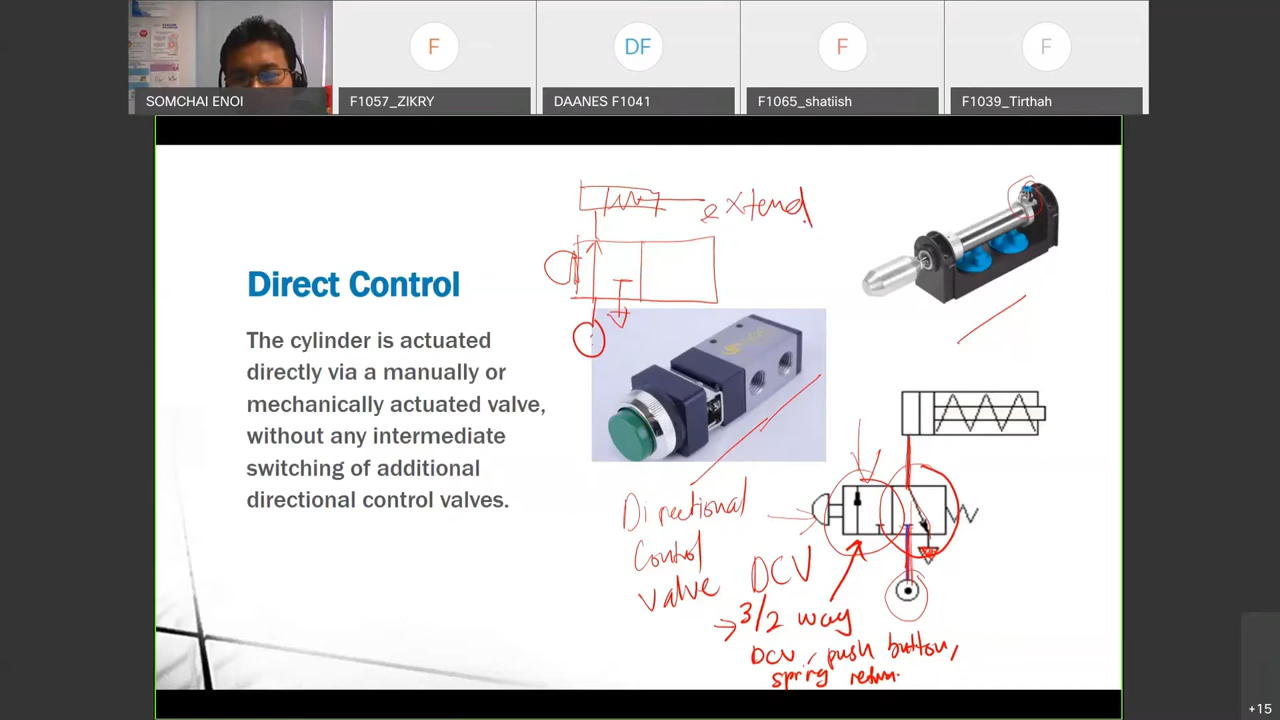 F
DF
F
F
SOMCHAI ENOI
F1057_ZIKRY
DAANES F1041
F1065_shatiish
F1039_Tirthah
extend
Direct Control
The cylinder is actuated
directly via a manually or
mechanically actuated valve,
without any intermediate
switching of additional
directional control valves.
Directional
Control
Valve
DCV
3/2 way
DCV, push button,
spring return.
+15